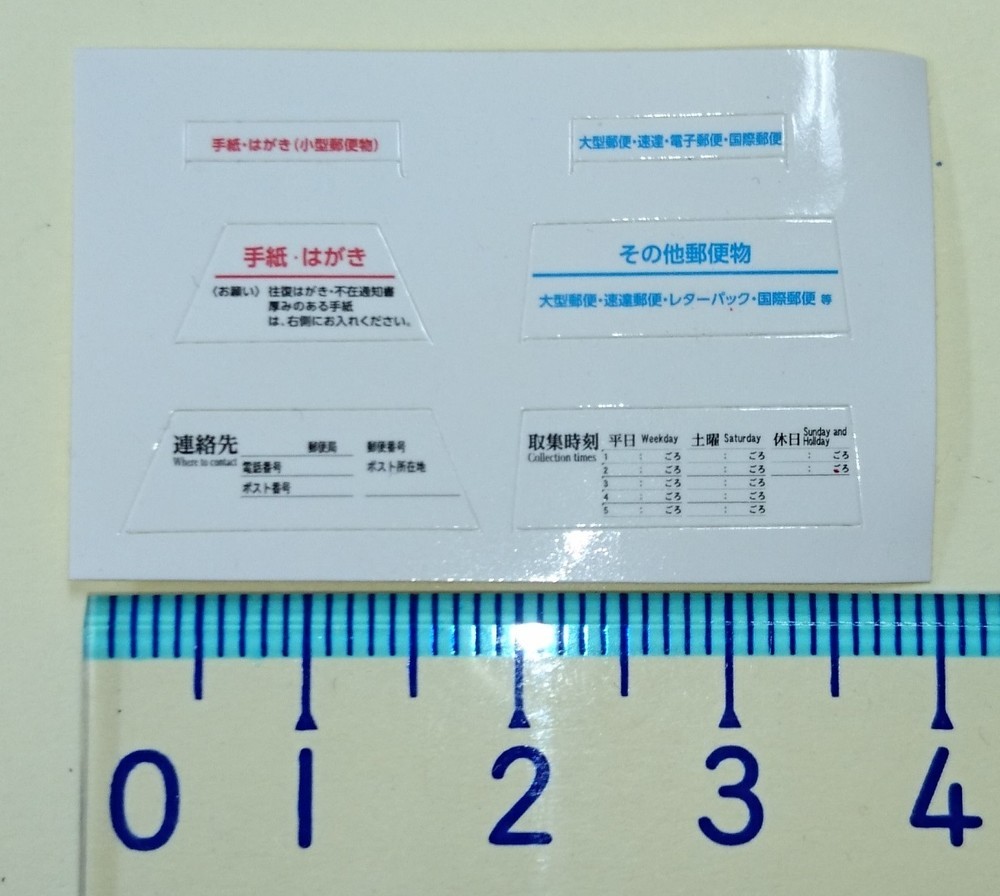 手紙・はがき(小型郵便物)
大型郵便・速達・電子郵便・国際郵便
手紙・はがき
〈お願い〉 往復はがき・不在通知書
厚みのある手紙
は、右側にお入れください。
その他郵便物
大型郵便・速達郵便・レターパック・国際郵便 等
連絡先 郵便局 郵便番号
Where to contact 電話番号 ポスト所在地
ポスト番号
取集時刻 平日 Weekday 土曜 Saturday 休日 Sunday and Holiday
Collection times 1 : ごろ : ごろ : ごろ
2 : ごろ : ごろ : ごろ
3 : ごろ : ごろ
4 : ごろ : ごろ
5 : ごろ : ごろ
0 1 2 3 4